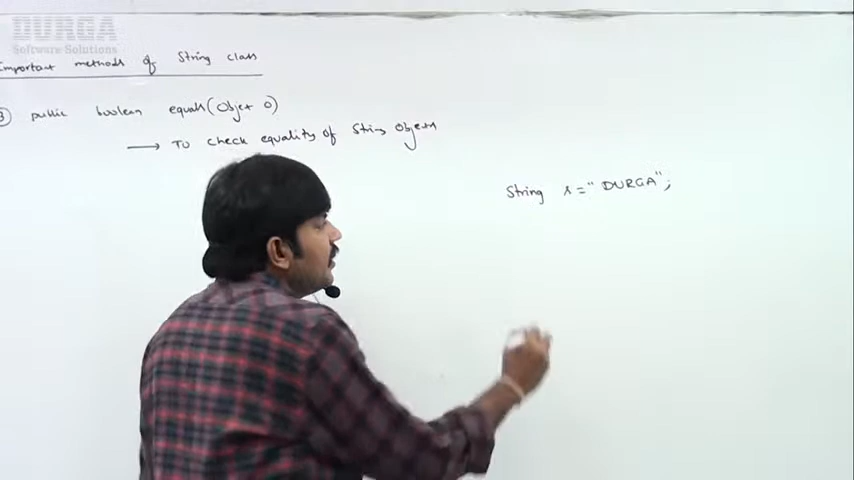 DURGA
Software Solutions
Important methods of String class
3) public boolean equals(Object o)
→ To check equality of String Objects
String s = "DURGA";